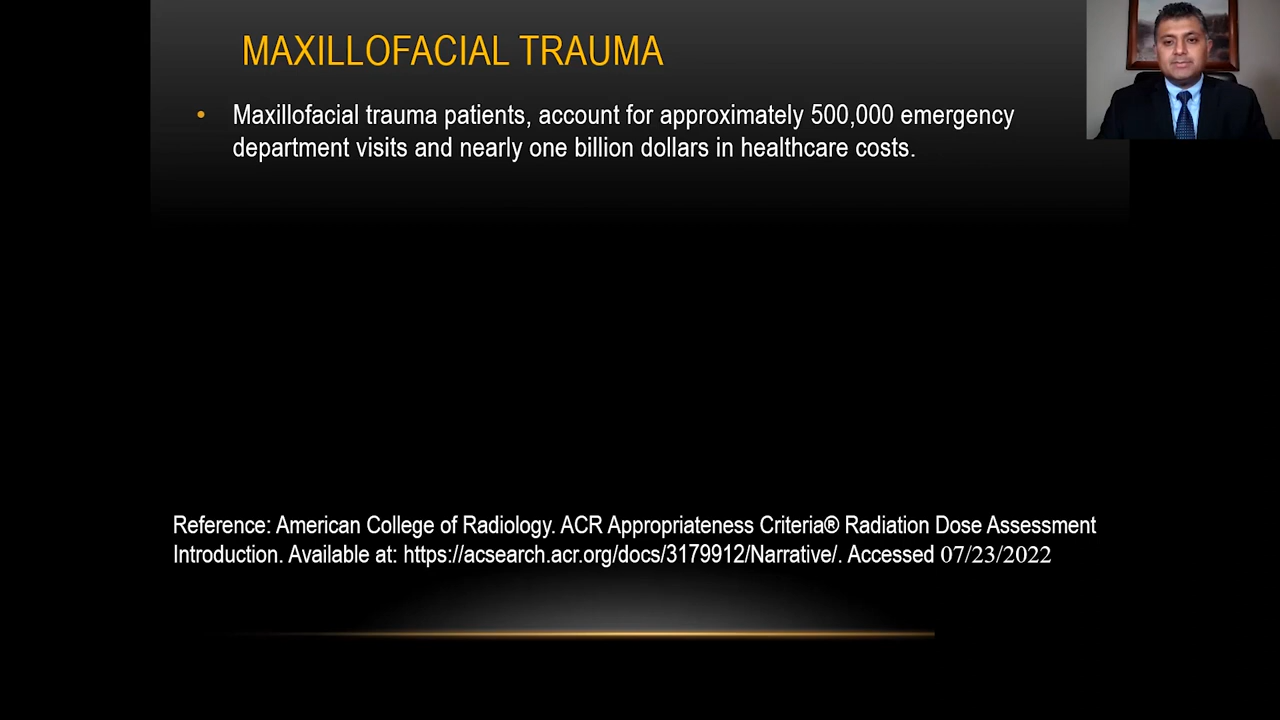 MAXILLOFACIAL TRAUMA
• Maxillofacial trauma patients, account for approximately 500,000 emergency
department visits and nearly one billion dollars in healthcare costs.
Reference: American College of Radiology. ACR Appropriateness Criteria® Radiation Dose Assessment
Introduction. Available at: https://acsearch.acr.org/docs/3179912/Narrative/. Accessed 07/23/2022